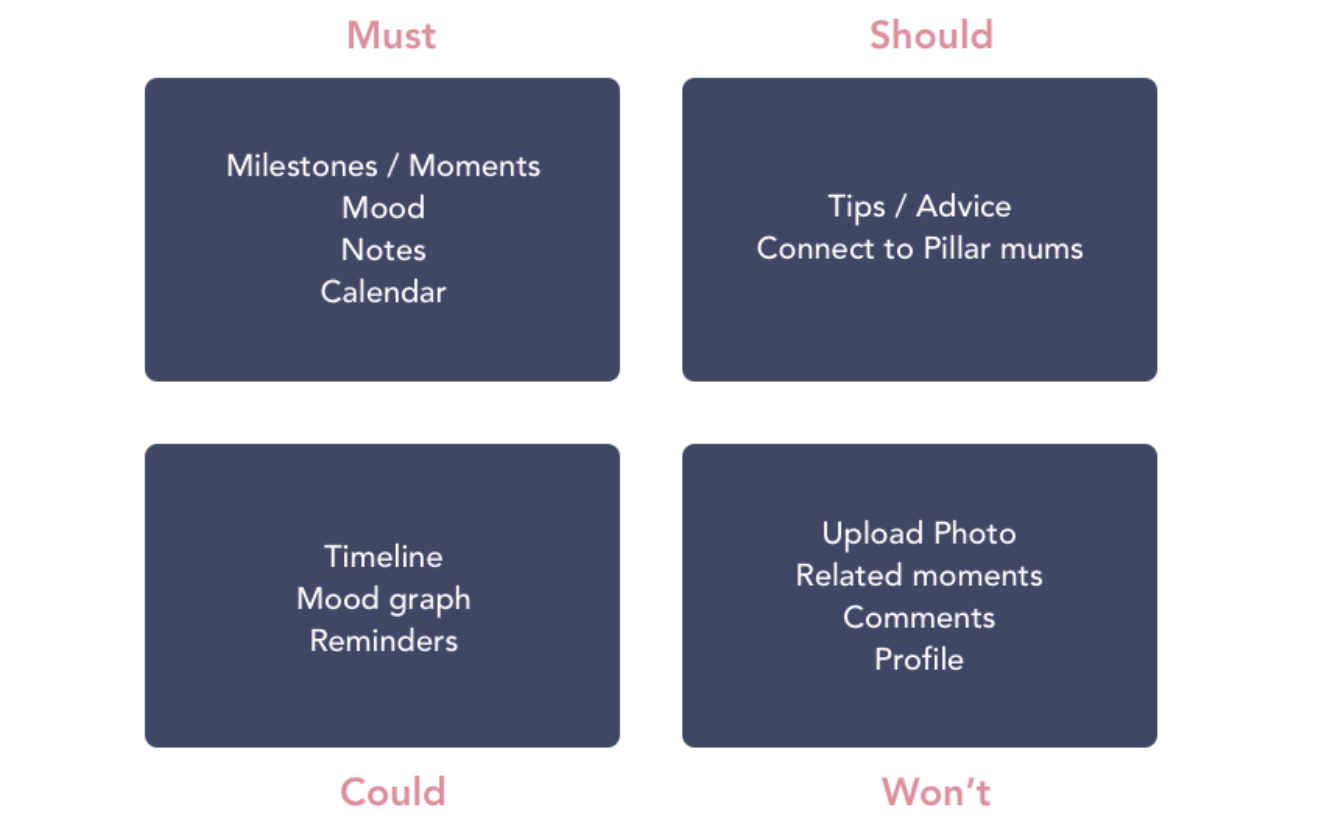 Must
Should
Milestones / Moments
Mood
Notes
Calendar
Tips / Advice
Connect to Pillar mums
Timeline
Mood graph
Reminders
Upload Photo
Related moments
Comments
Profile
Could
Won’t